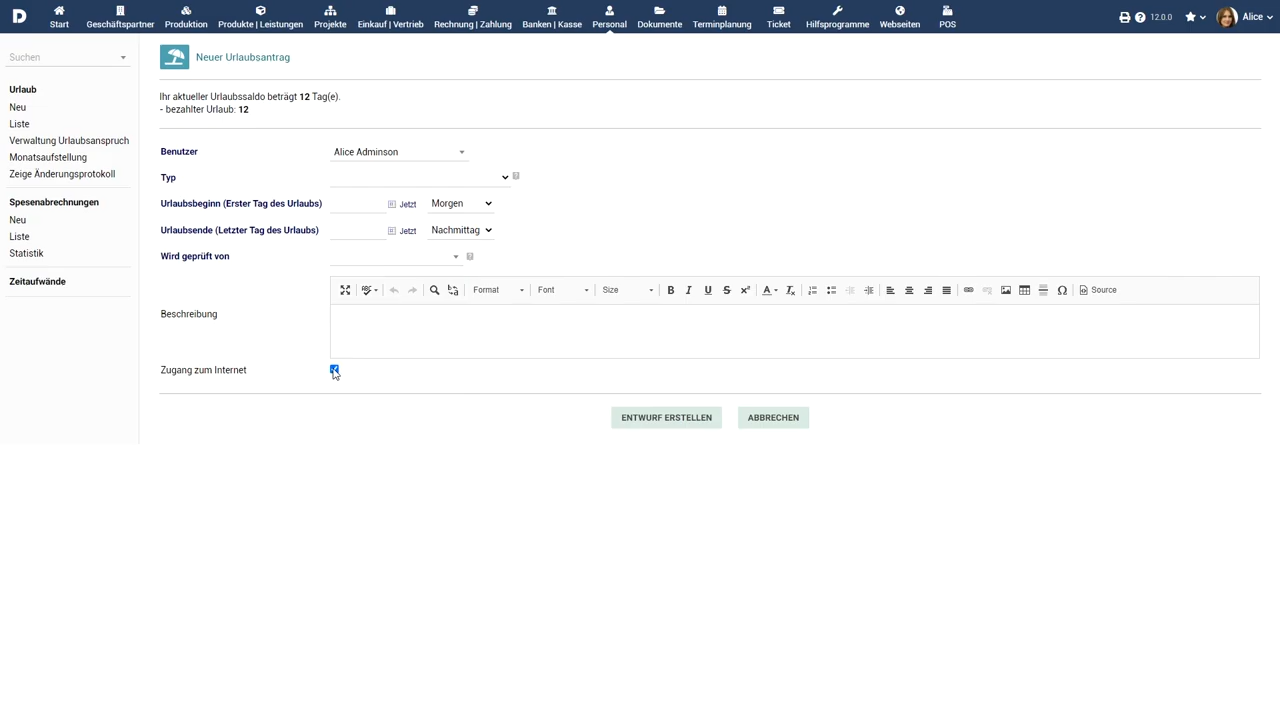 D Start Geschäftspartner Produktion Produkte | Leistungen Projekte Einkauf | Vertrieb Rechnung | Zahlung Banken | Kasse Personal Dokumente Terminplanung Ticket Hilfsprogramme Webseiten POS 12.0.0 Alice
Suchen
Urlaub
Neu
Liste
Verwaltung Urlaubsanspruch
Monatsaufstellung
Zeige Änderungsprotokoll
Spesenabrechnungen
Neu
Liste
Statistik
Zeitaufwände
Neuer Urlaubsantrag
Ihr aktueller Urlaubssaldo beträgt 12 Tag(e).
- bezahlter Urlaub: 12
Benutzer Alice Adminson
Typ
Urlaubsbeginn (Erster Tag des Urlaubs) Jetzt Morgen
Urlaubsende (Letzter Tag des Urlaubs) Jetzt Nachmittag
Wird geprüft von
Format Font Size B I U S x² A Tx Ω Source
Beschreibung
Zugang zum Internet
ENTWURF ERSTELLEN ABBRECHEN